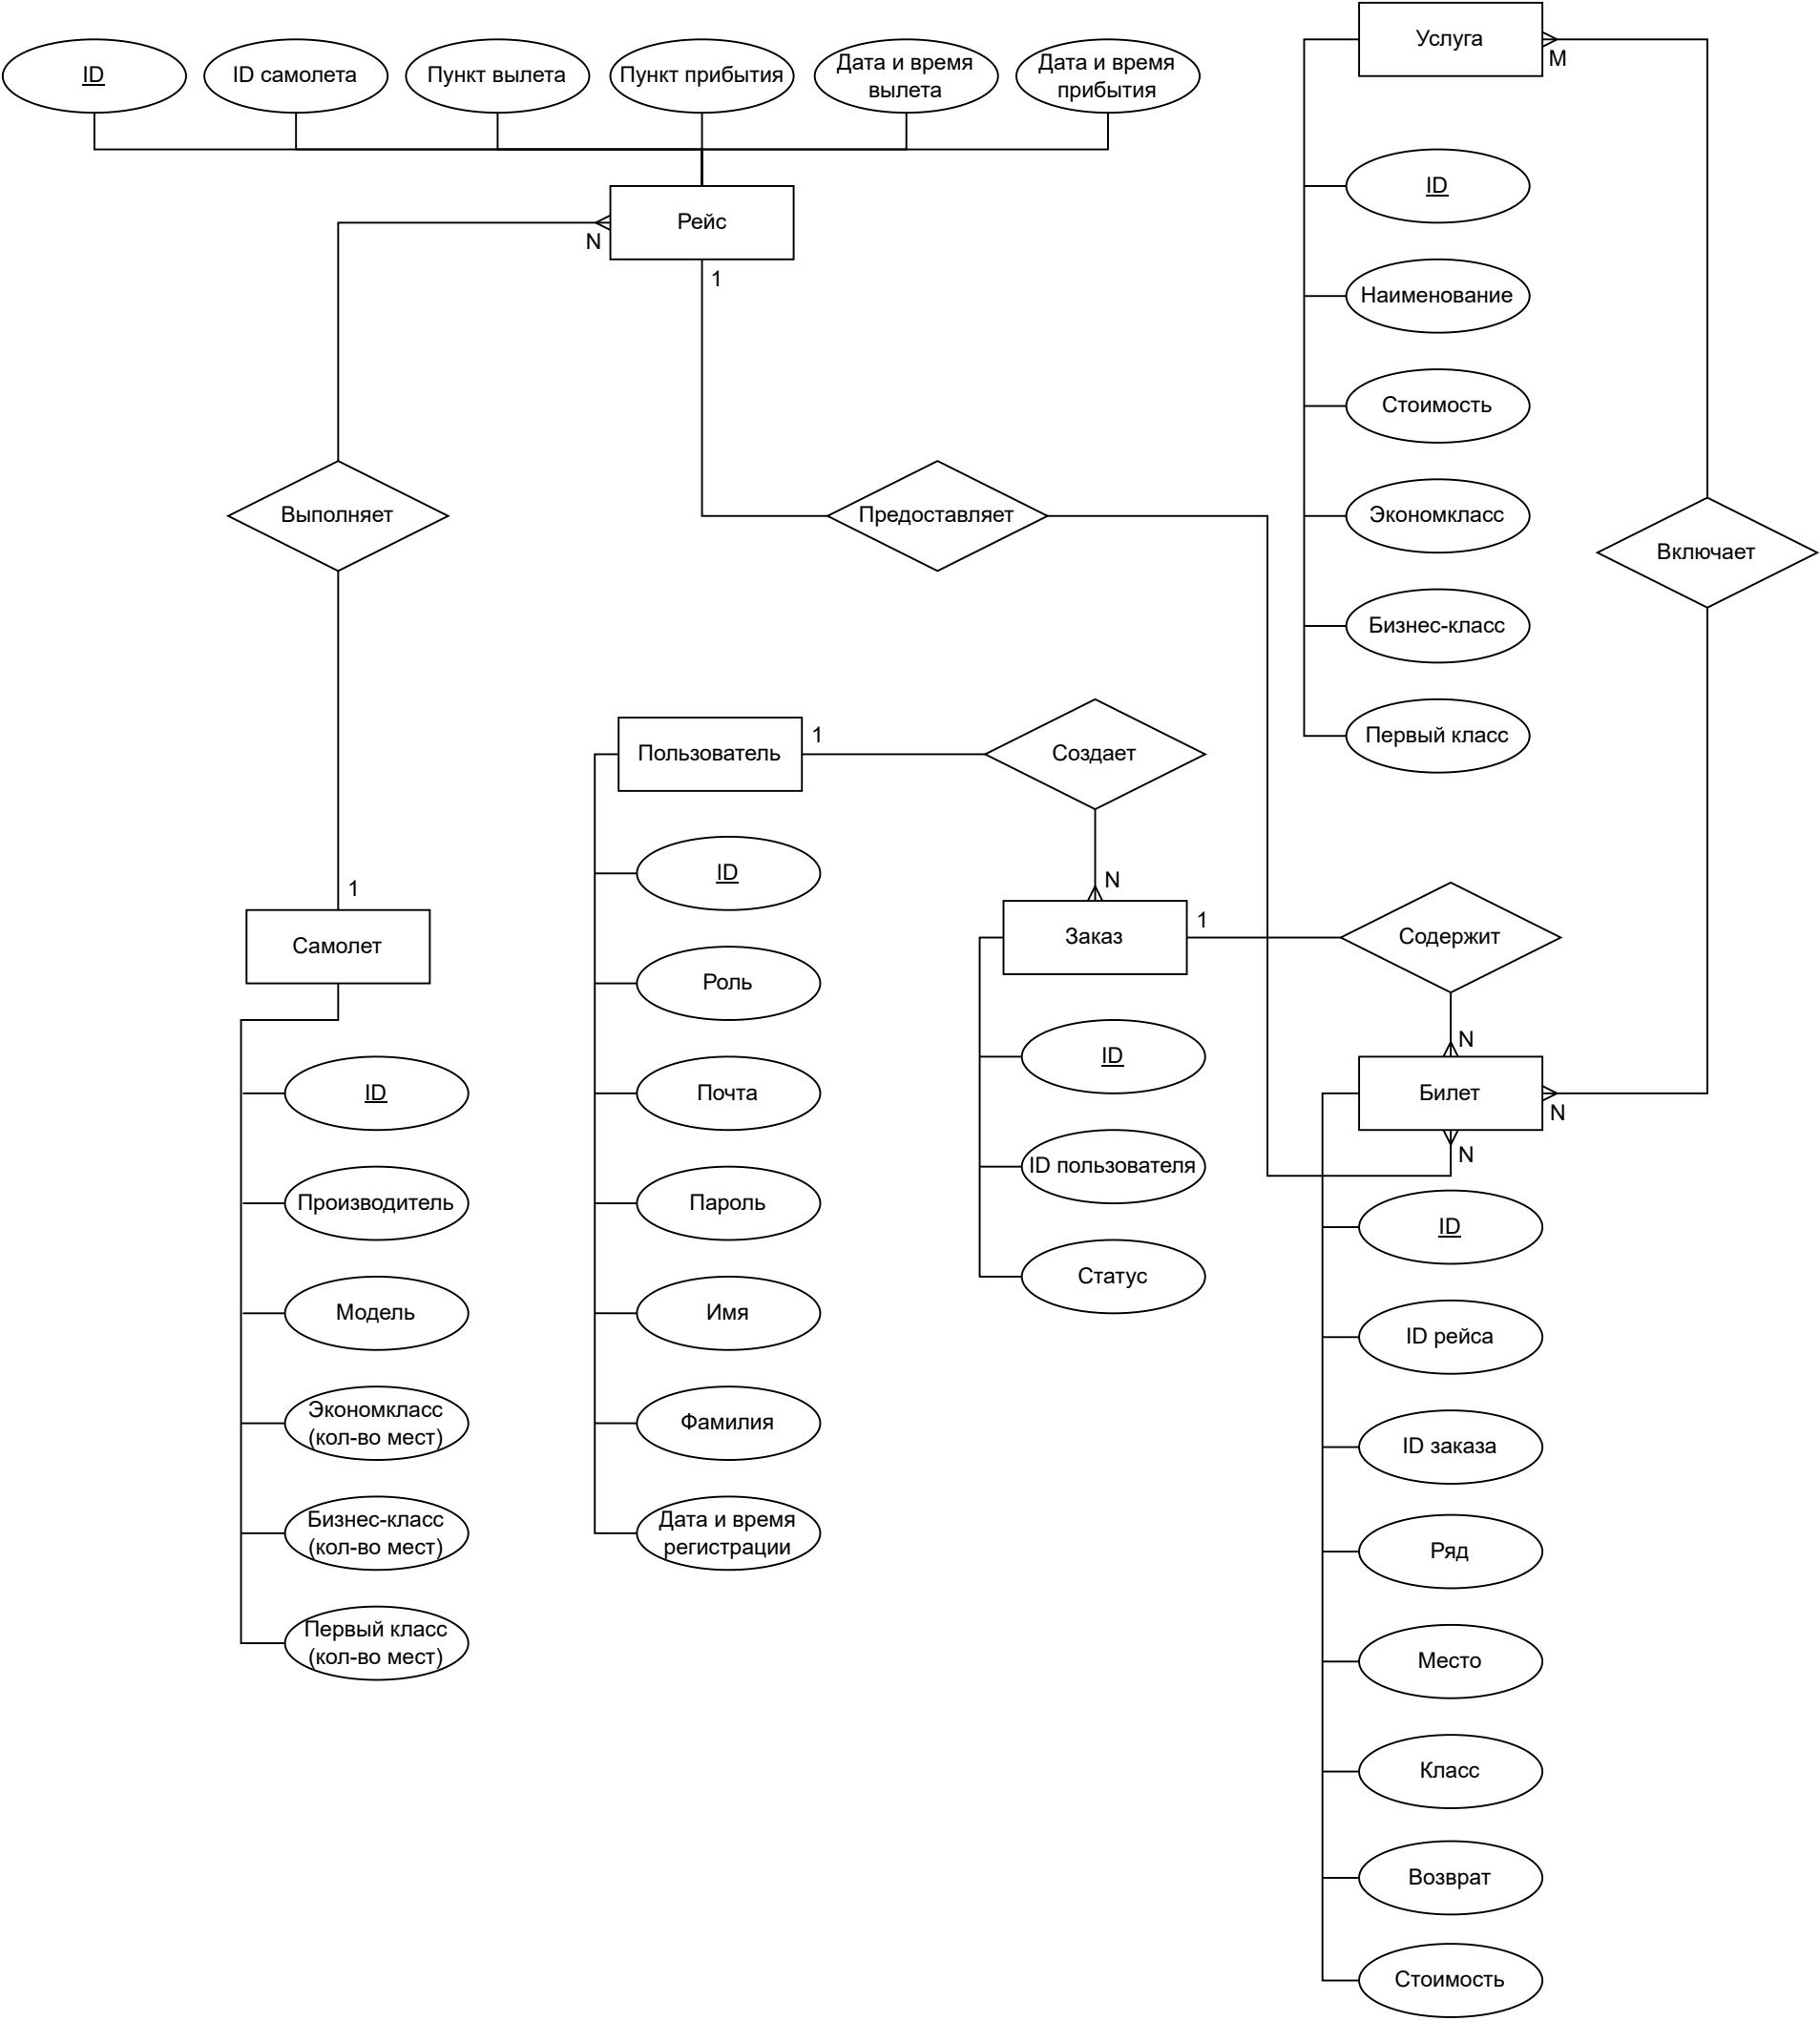 ID
ID самолета
Пункт вылета
Пункт прибытия
Дата и время
вылета
Дата и время
прибытия
Рейс
N
1
Выполняет
Предоставляет
1
Самолет
ID
Производитель
Модель
Экономкласс
(кол-во мест)
Бизнес-класс
(кол-во мест)
Первый класс
(кол-во мест)
Пользователь
1
ID
Роль
Почта
Пароль
Имя
Фамилия
Дата и время
регистрации
Создает
N
Заказ
1
ID
ID пользователя
Статус
Содержит
Услуга
M
ID
Наименование
Стоимость
Экономкласс
Бизнес-класс
Первый класс
Включает
N
Билет
N
N
ID
ID рейса
ID заказа
Ряд
Место
Класс
Возврат
Стоимость